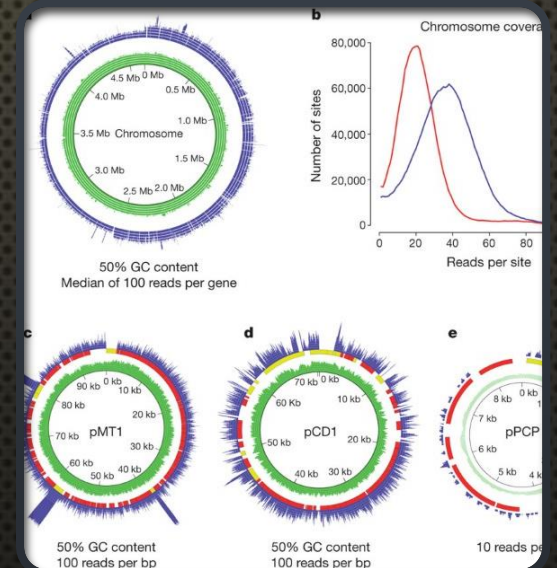 b
Chromosome covera
4.5 Mb 0 Mb
0.5 Mb
4.0 Mb
1.0 Mb
3.5 Mb Chromosome
1.5 Mb
3.0 Mb
2.5 Mb 2.0 Mb
50% GC content
Median of 100 reads per gene
80,000
60,000
40,000
20,000
0
Number of sites
0 20 40 60 80
Reads per site
c
90 kb 0 kb 10 kb
80 kb
20 kb
70 kb pMT1
30 kb
60 kb
50 kb 40 kb
50% GC content
100 reads per bp
d
70 kb 0 kb
60 Kb
10 kb
pCD1
50 kb
20 kb
40 kb 30 kb
50% GC content
100 reads per bp
e
8 kb 0 kb
7 kb
pPCP
6 kb
5 kb
10 reads pe